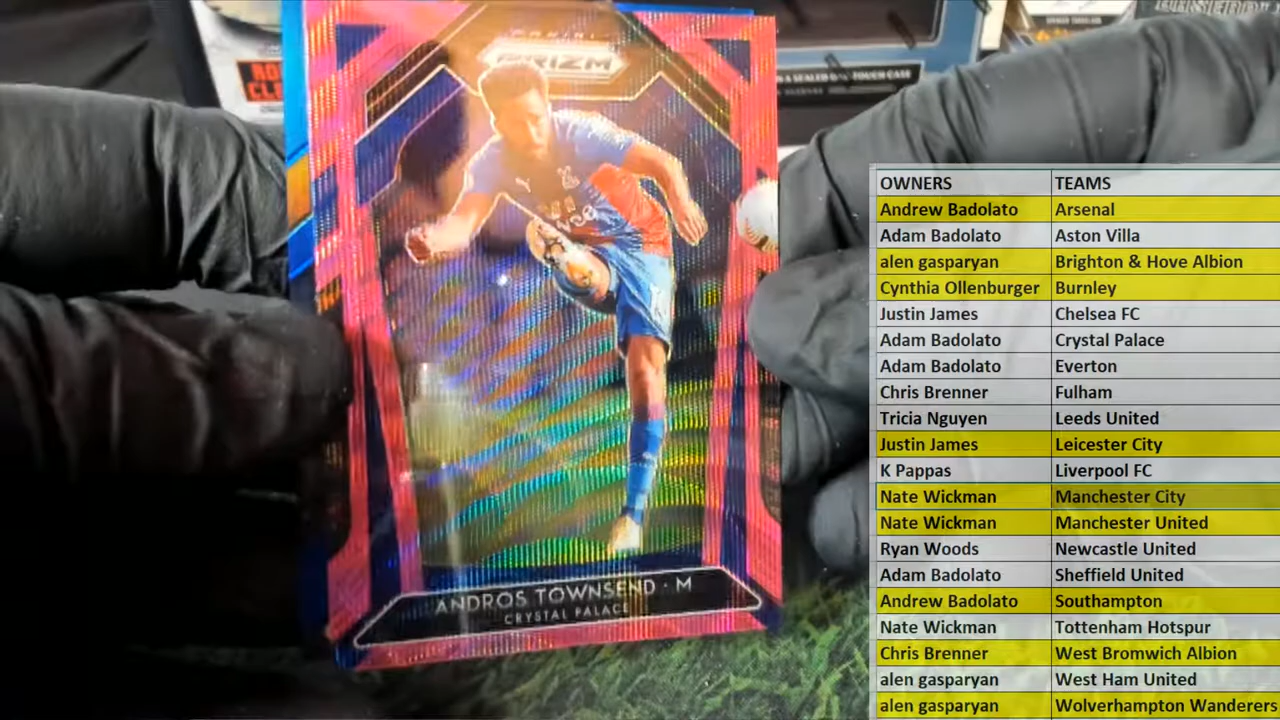 PANINI
PRIZM
ANDROS TOWNSEND · M
CRYSTAL PALACE
OWNERS TEAMS
Andrew Badolato Arsenal
Adam Badolato Aston Villa
alen gasparyan Brighton & Hove Albion
Cynthia Ollenburger Burnley
Justin James Chelsea FC
Adam Badolato Crystal Palace
Adam Badolato Everton
Chris Brenner Fulham
Tricia Nguyen Leeds United
Justin James Leicester City
K Pappas Liverpool FC
Nate Wickman Manchester City
Nate Wickman Manchester United
Ryan Woods Newcastle United
Adam Badolato Sheffield United
Andrew Badolato Southampton
Nate Wickman Tottenham Hotspur
Chris Brenner West Bromwich Albion
alen gasparyan West Ham United
alen gasparyan Wolverhampton Wanderers